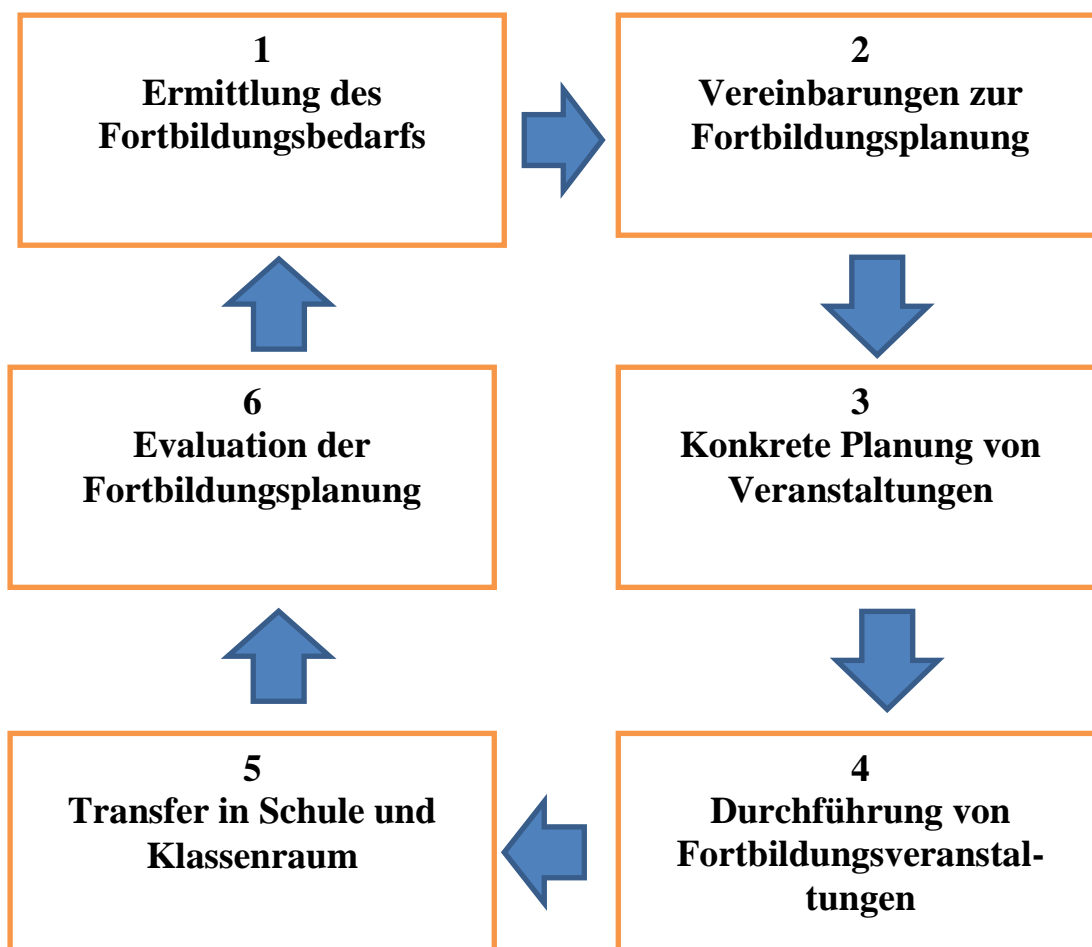 1
Ermittlung des
Fortbildungsbedarfs
2
Vereinbarungen zur
Fortbildungsplanung
3
Konkrete Planung von
Veranstaltungen
4
Durchführung von
Fortbildungsveranstal-
tungen
5
Transfer in Schule und
Klassenraum
6
Evaluation der
Fortbildungsplanung